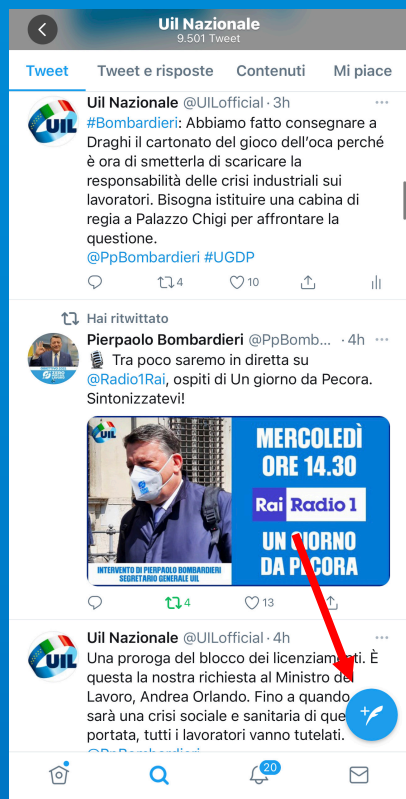 Uil Nazionale
9.501 Tweet
Tweet Tweet e risposte Contenuti Mi piace
UIL
Uil Nazionale @UILofficial · 3h
#Bombardieri: Abbiamo fatto consegnare a
Draghi il cartonato del gioco dell'oca perché
è ora di smetterla di scaricare la
responsabilità delle crisi industriali sui
lavoratori. Bisogna istituire una cabina di
regia a Palazzo Chigi per affrontare la
questione.
@PpBombardieri #UGDP
4 10
Hai ritwittato
Pierpaolo Bombardieri @PpBomb... · 4h
Tra poco saremo in diretta su
@Radio1Rai, ospiti di Un giorno da Pecora.
Sintonizzatevi!
UIL
MERCOLEDÌ
ORE 14.30
Rai Radio 1
UN GIORNO
DA PECORA
INTERVENTO DI PIERPAOLO BOMBARDIERI
SEGRETARIO GENERALE UIL
4 13
UIL
Uil Nazionale @UILofficial · 4h
Una proroga del blocco dei licenziamenti. È
questa la nostra richiesta al Ministro del
Lavoro, Andrea Orlando. Fino a quando
sarà una crisi sociale e sanitaria di que
portata, tutti i lavoratori vanno tutelati.
@PpBombardieri
20